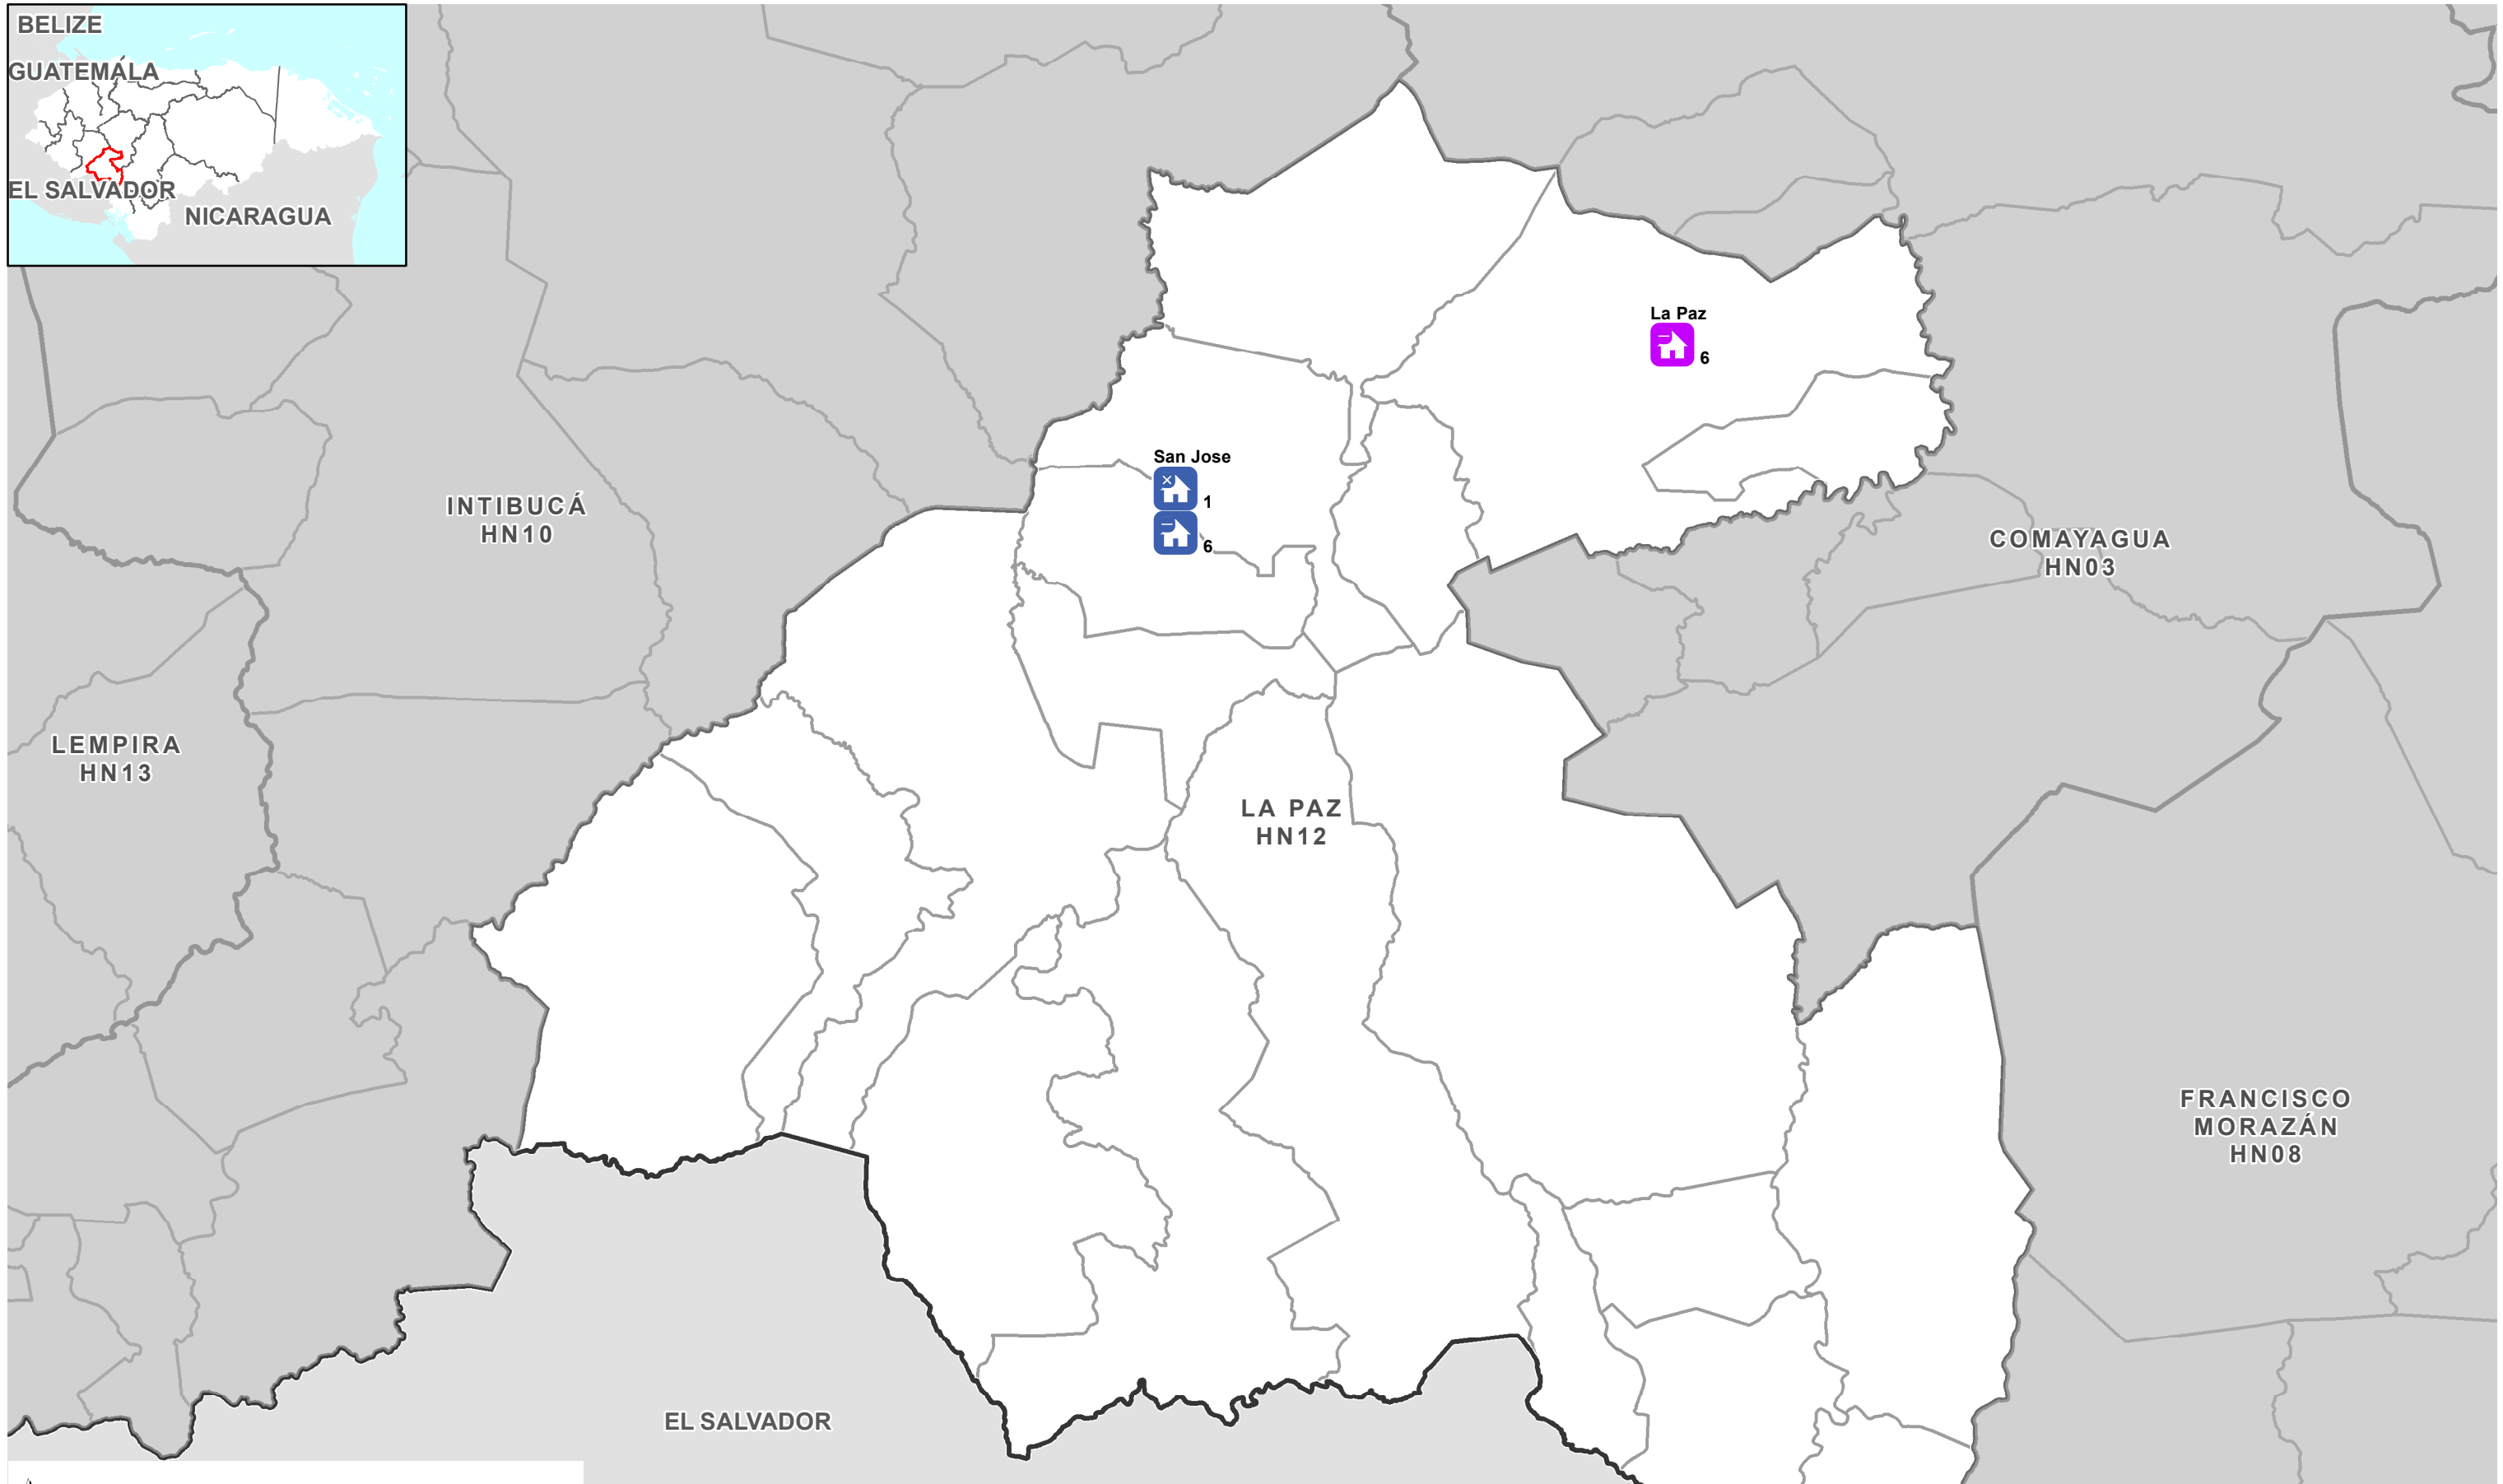 BELIZE
GUATEMALA
EL SALVADOR
NICARAGUA
La Paz
6
San Jose
1
6
INTIBUCÁ
HN10
COMAYAGUA
HN03
LEMPIRA
HN13
LA PAZ
HN12
FRANCISCO
MORAZÁN
HN08
EL SALVADOR